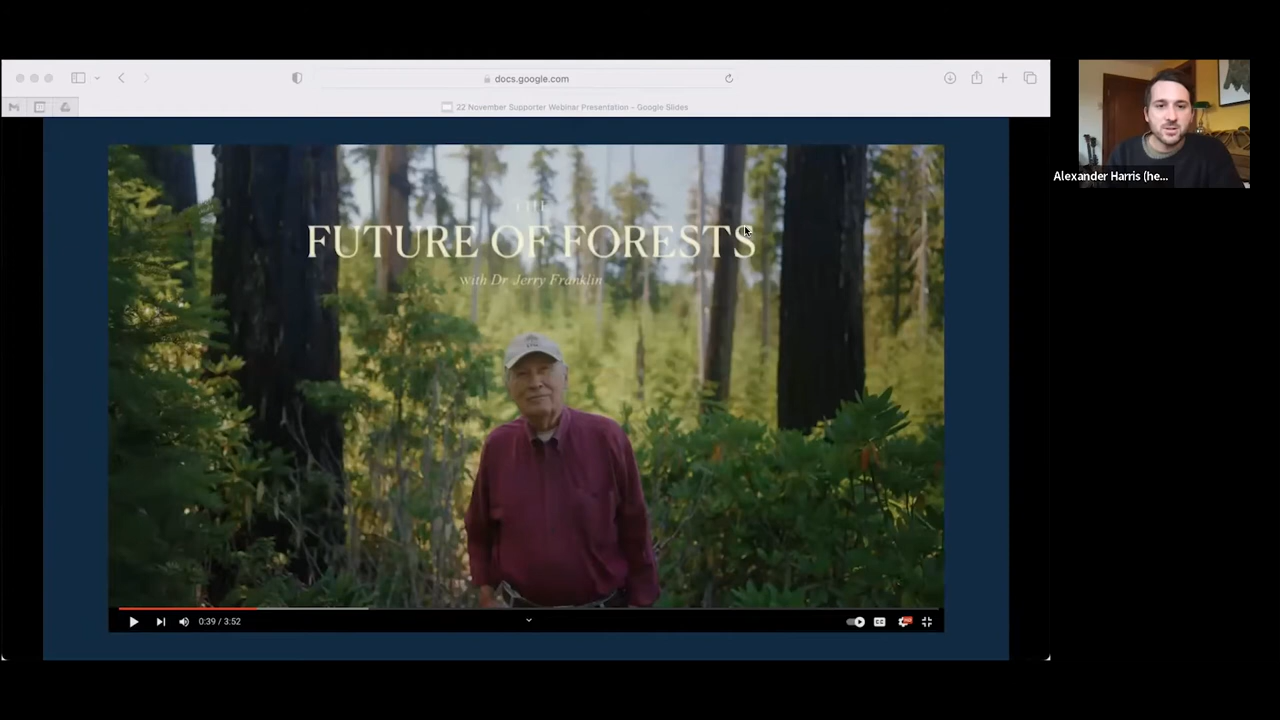 docs.google.com
22 November Supporter Webinar Presentation – Google Slides
THE
FUTURE OF FORESTS
with Dr Jerry Franklin
0:39 / 3:52
Alexander Harris (he...